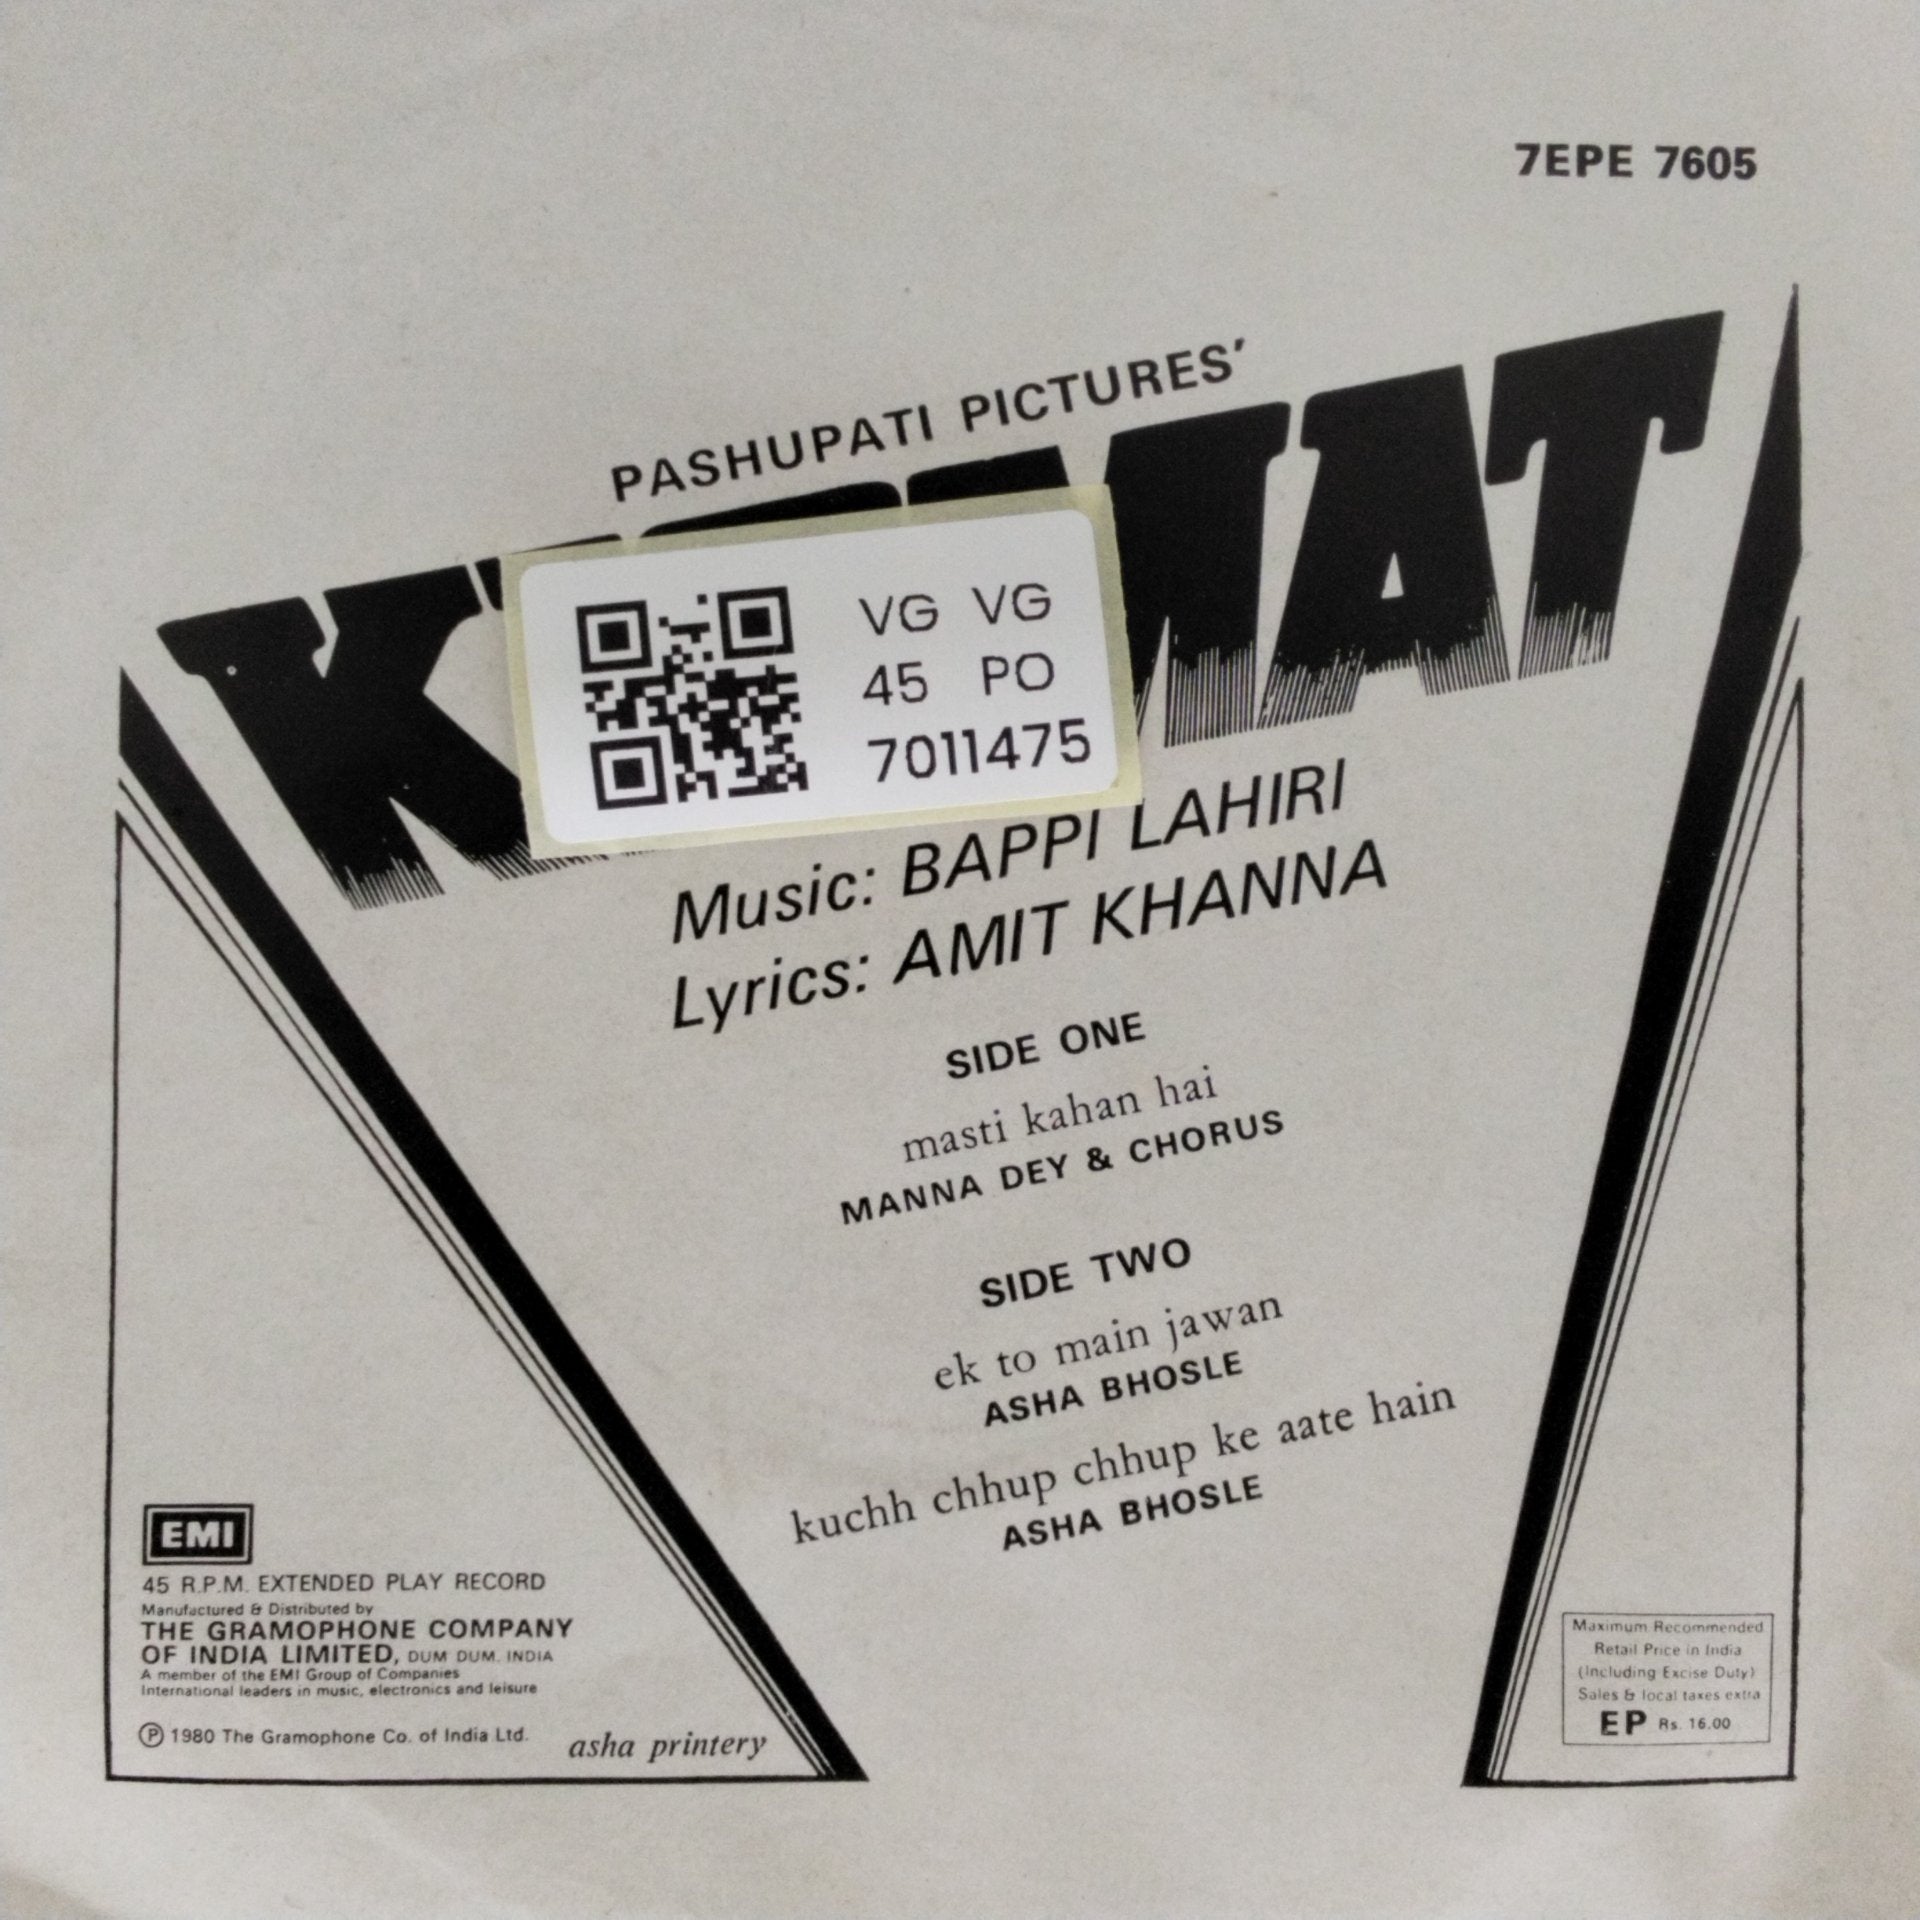 7EPE 7605
PASHUPATI PICTURES'
VG VG
45 PO
7011475
Music: BAPPI LAHIRI
Lyrics: AMIT KHANNA
SIDE ONE
masti kahan hai
MANNA DEY & CHORUS
SIDE TWO
ek to main jawan
ASHA BHOSLE
kuchh chhup chhup ke aate hain
ASHA BHOSLE
EMI
45 R.P.M. EXTENDED PLAY RECORD
Manufactured & Distributed by
THE GRAMOPHONE COMPANY
OF INDIA LIMITED, DUM DUM. INDIA
A member of the EMI Group of Companies
International leaders in music, electronics and leisure
Ⓟ 1980 The Gramophone Co. of India Ltd.
asha printery
Maximum Recommended
Retail Price in India
(Including Excise Duty)
Sales & local taxes extra
EP Rs. 16.00